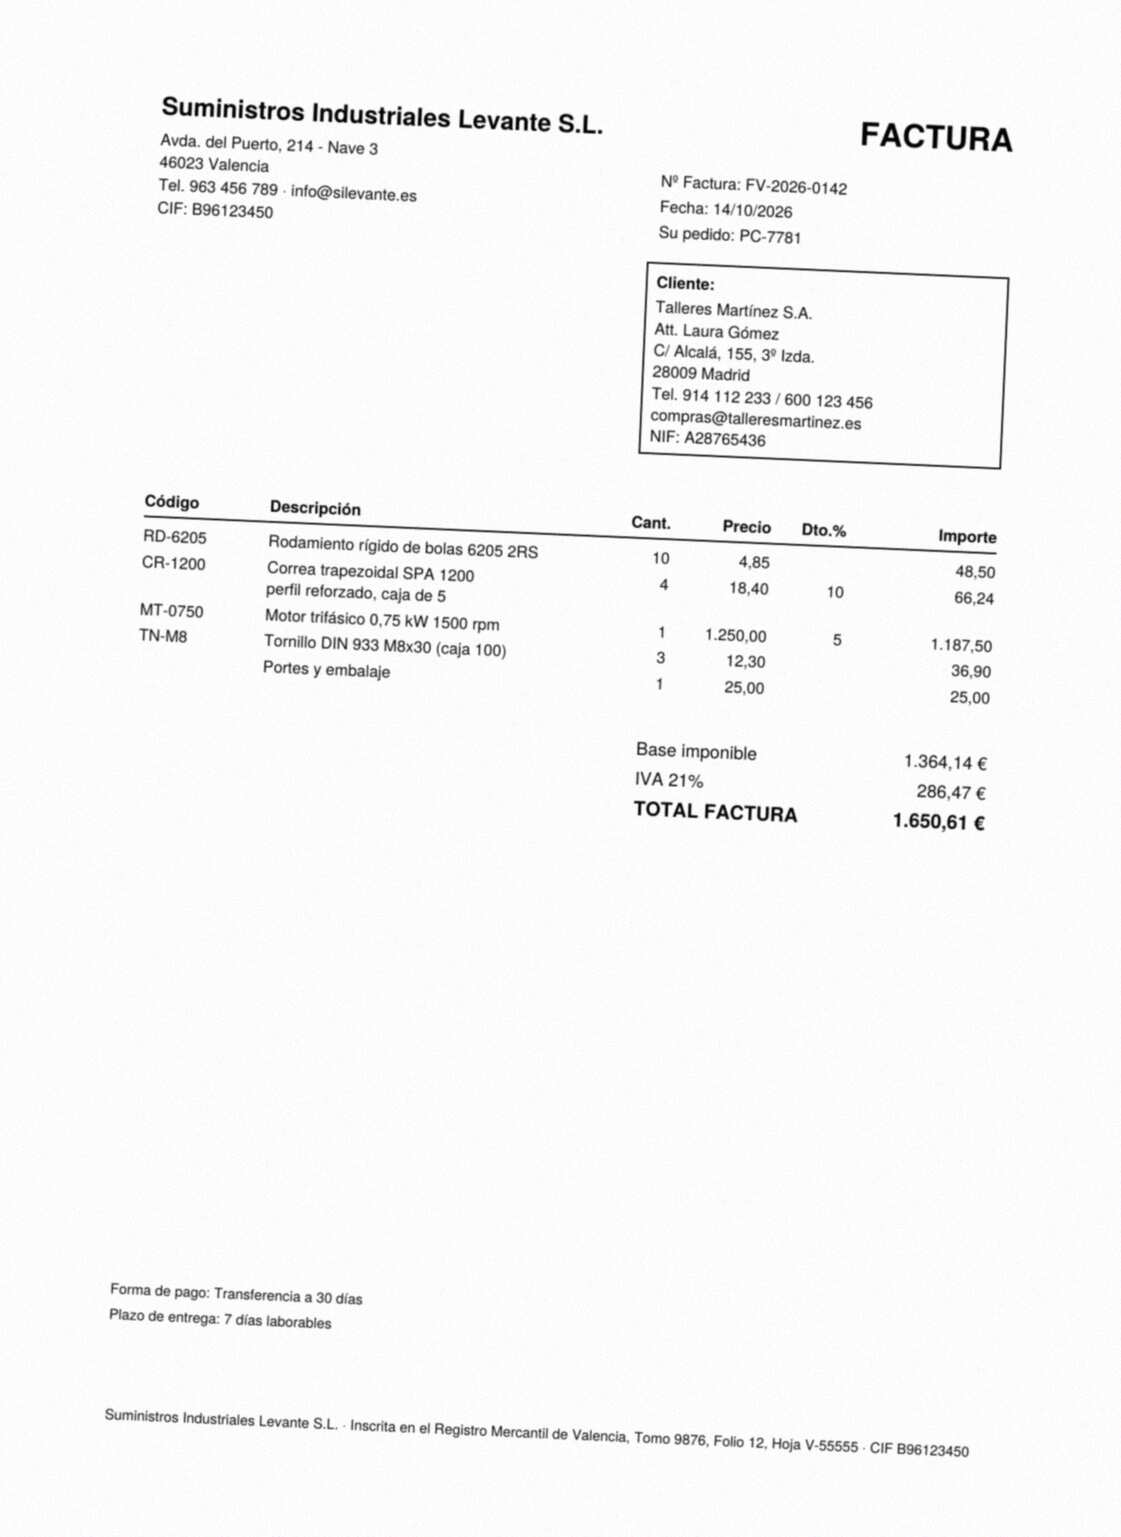 Suministros Industriales Levante S.L.
Avda. del Puerto, 214 - Nave 3
46023 Valencia
Tel. 963 456 789 · info@silevante.es
CIF: B96123450
FACTURA
Nº Factura: FV-2026-0142
Fecha: 14/10/2026
Su pedido: PC-7781
Cliente:
Talleres Martínez S.A.
Att. Laura Gómez
C/ Alcalá, 155, 3º Izda.
28009 Madrid
Tel. 914 112 233 / 600 123 456
compras@talleresmartinez.es
NIF: A28765436
Código Descripción Cant. Precio Dto.% Importe
RD-6205 Rodamiento rígido de bolas 6205 2RS 10 4,85 48,50
CR-1200 Correa trapezoidal SPA 1200 4 18,40 10 66,24
perfil reforzado, caja de 5
MT-0750 Motor trifásico 0,75 kW 1500 rpm 1 1.250,00 5 1.187,50
TN-M8 Tornillo DIN 933 M8x30 (caja 100) 3 12,30 36,90
Portes y embalaje 1 25,00 25,00
Base imponible 1.364,14 €
IVA 21% 286,47 €
TOTAL FACTURA 1.650,61 €
Forma de pago: Transferencia a 30 días
Plazo de entrega: 7 días laborables
Suministros Industriales Levante S.L. · Inscrita en el Registro Mercantil de Valencia, Tomo 9876, Folio 12, Hoja V-55555 · CIF B96123450